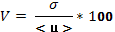 V = σ / < µ > * 100